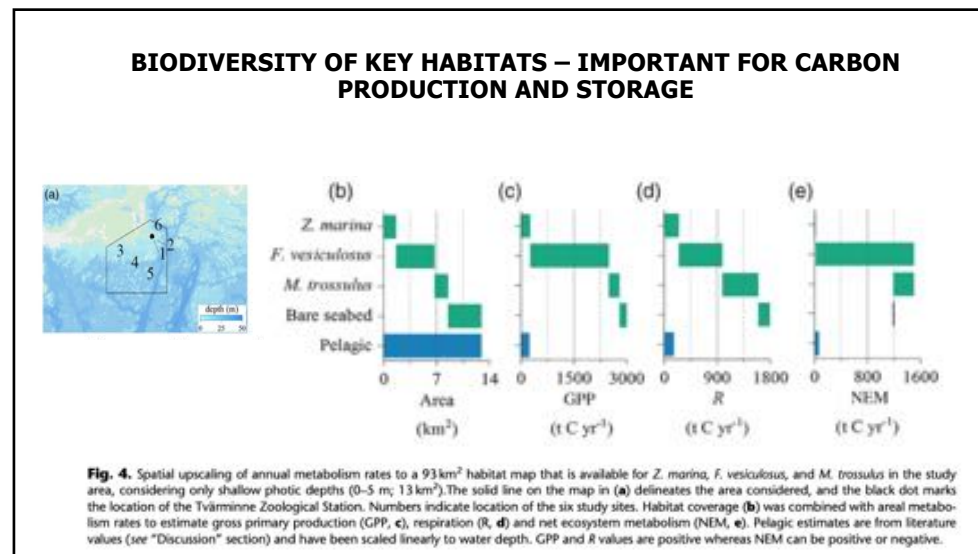 BIODIVERSITY OF KEY HABITATS – IMPORTANT FOR CARBON
PRODUCTION AND STORAGE
(a)
6
3
2
1
4
5
depth (m)
0 25 50
(b)
(c)
(d)
(e)
Z. marina
F. vesiculosus
M. trossulus
Bare seabed
Pelagic
0 7 14
0 1500 3000
0 900 1800
0 800 1600
Area
GPP
R
NEM
(km²)
(t C yr⁻¹)
(t C yr⁻¹)
(t C yr⁻¹)
Fig. 4. Spatial upscaling of annual metabolism rates to a 93 km² habitat map that is available for Z. marina, F. vesiculosus, and M. trossulus in the study
area, considering only shallow photic depths (0–5 m; 13 km²).The solid line on the map in (a) delineates the area considered, and the black dot marks
the location of the Tvärminne Zoological Station. Numbers indicate location of the six study sites. Habitat coverage (b) was combined with areal metabo-
lism rates to estimate gross primary production (GPP, c), respiration (R, d) and net ecosystem metabolism (NEM, e). Pelagic estimates are from literature
values (see "Discussion" section) and have been scaled linearly to water depth. GPP and R values are positive whereas NEM can be positive or negative.